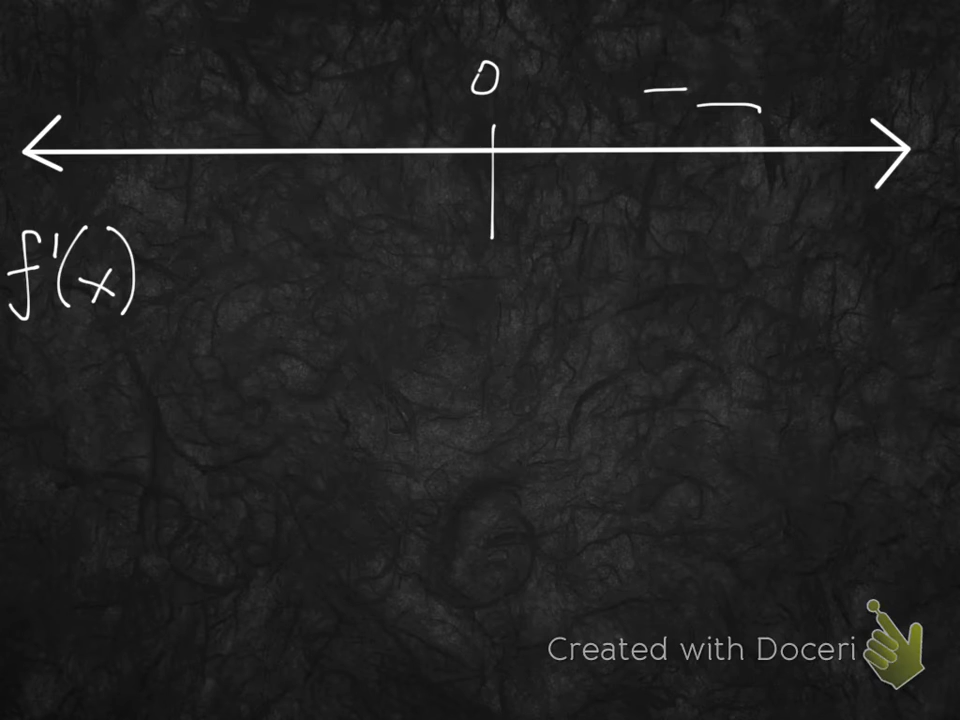 0 — —
f'(x)
Created with Doceri